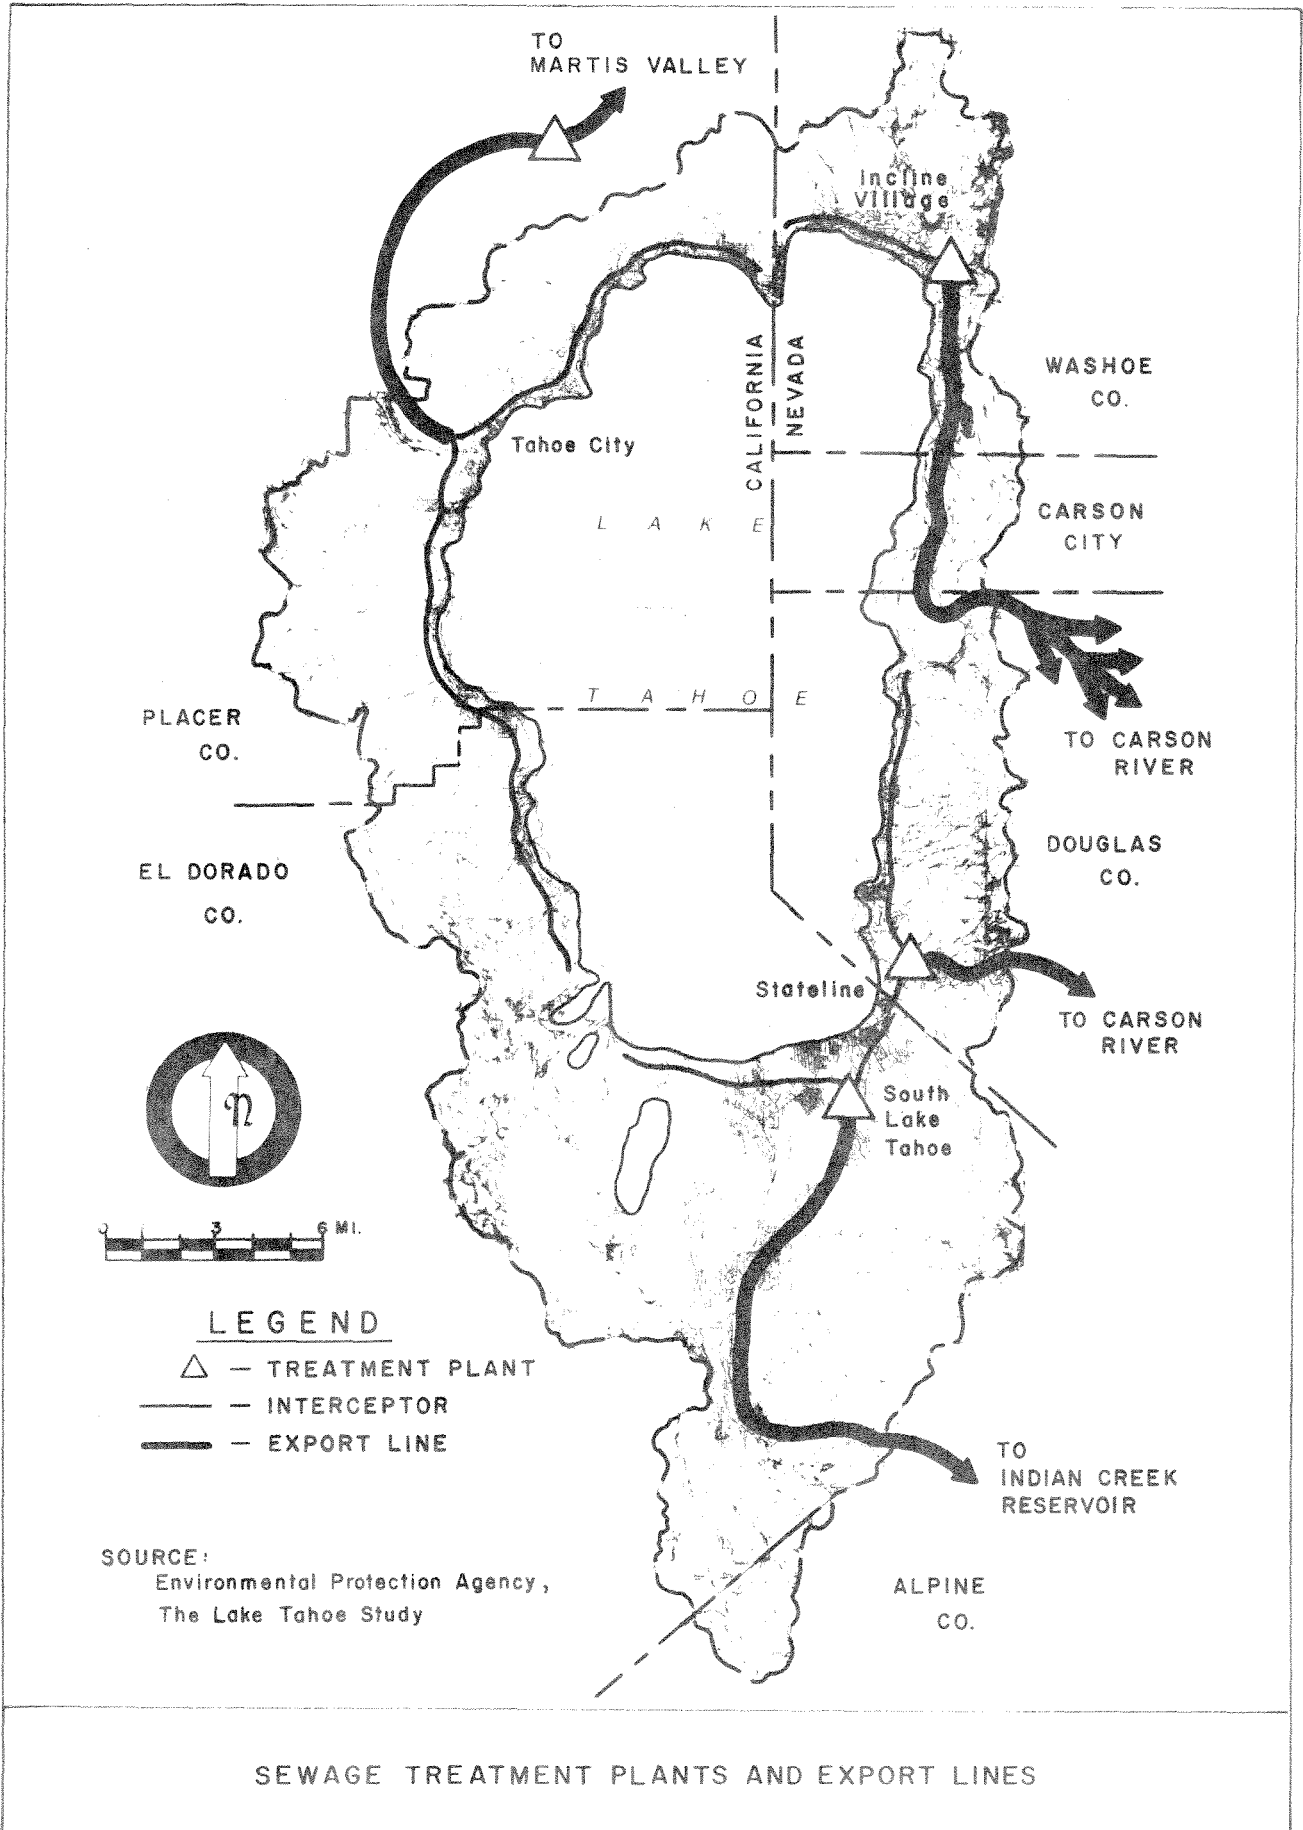 TO
MARTIS VALLEY
Incline
Village
CALIFORNIA
NEVADA
WASHOE
CO.
Tahoe City
LAKE
CARSON
CITY
TAHOE
PLACER
CO.
TO CARSON
RIVER
EL DORADO
CO.
DOUGLAS
CO.
Stateline
TO CARSON
RIVER
South
Lake
Tahoe
N
0 3 6 MI.
LEGEND
— TREATMENT PLANT
— INTERCEPTOR
— EXPORT LINE
TO
INDIAN CREEK
RESERVOIR
SOURCE:
Environmental Protection Agency,
The Lake Tahoe Study
ALPINE
CO.
SEWAGE TREATMENT PLANTS AND EXPORT LINES